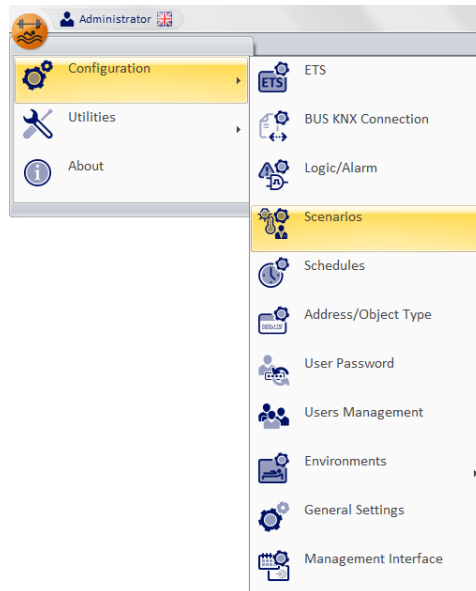 Administrator
Configuration
Utilities
About
ETS
ETS
BUS KNX Connection
Logic/Alarm
Scenarios
Schedules
Address/Object Type
User Password
Users Management
Environments
General Settings
Management Interface